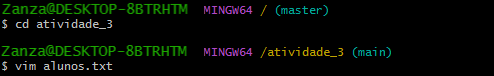 Zanza@DESKTOP-8BTRHTM MINGW64 / (master)
$ cd atividade_3
Zanza@DESKTOP-8BTRHTM MINGW64 /atividade_3 (main)
$ vim alunos.txt